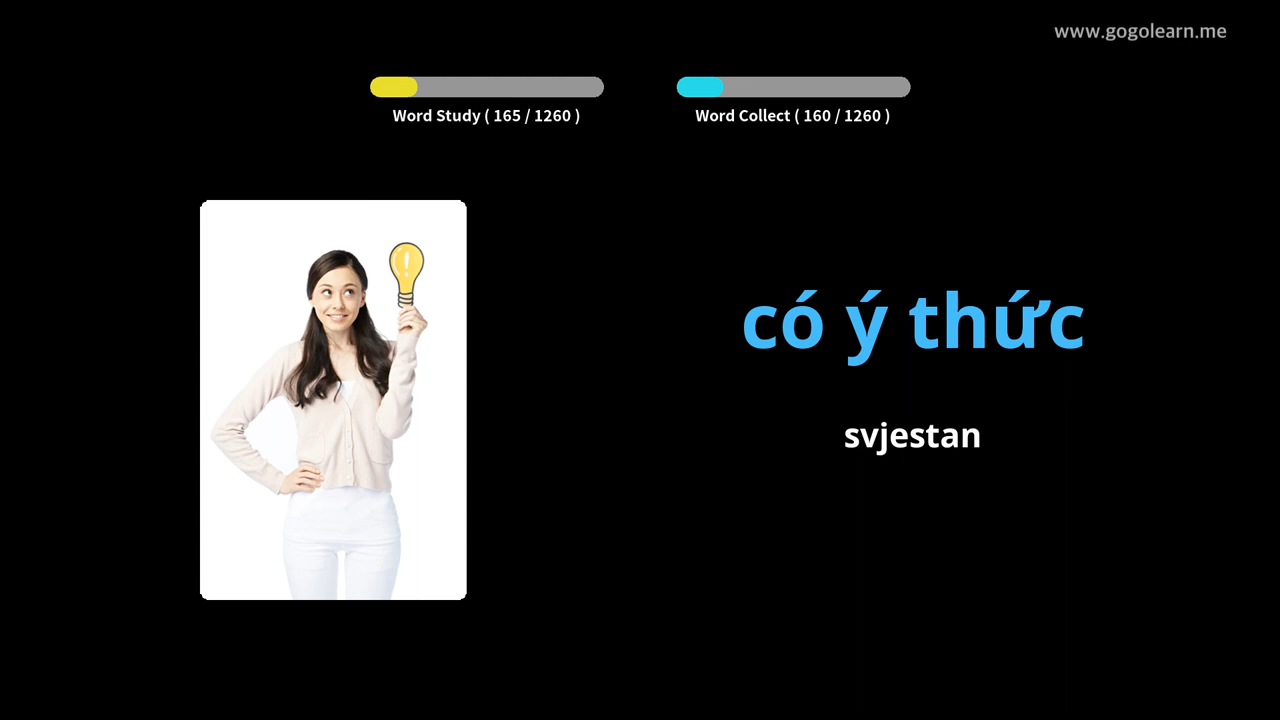 www.gogolearn.me
Word Study ( 165 / 1260 )
Word Collect ( 160 / 1260 )
có ý thức
svjestan